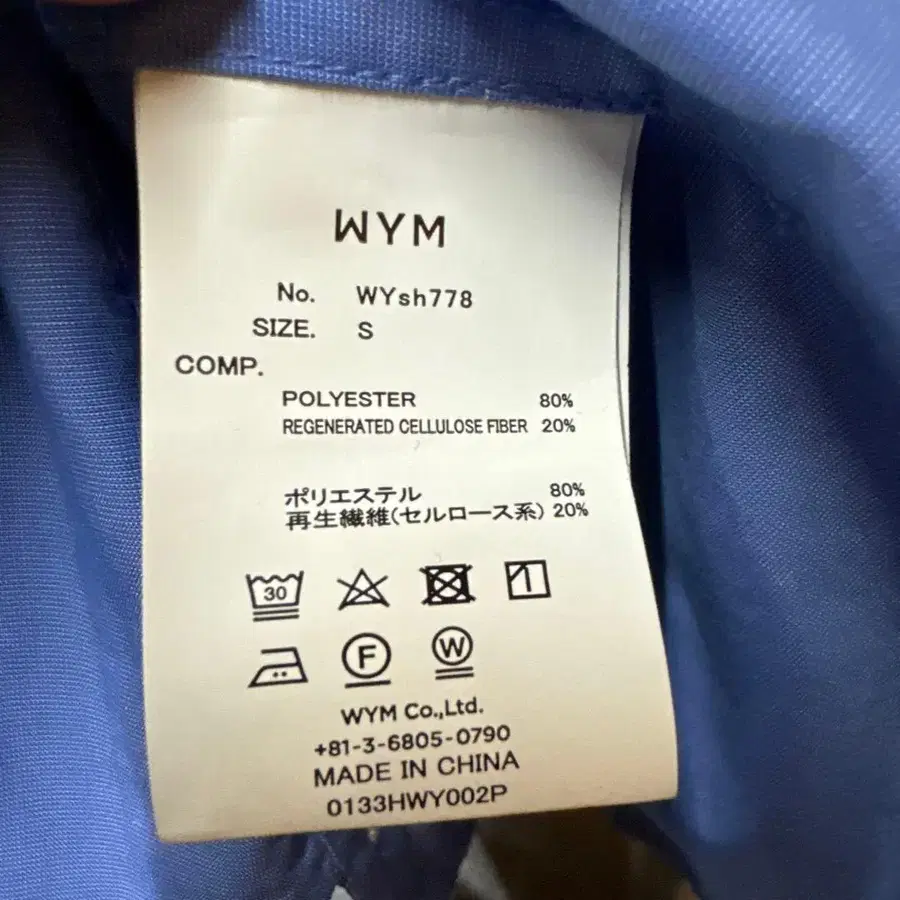 WYM
No. WYsh778
SIZE. S
COMP.
POLYESTER 80%
REGENERATED CELLULOSE FIBER 20%
ポリエステル 80%
再生繊維(セルロース系) 20%
30
F
W
WYM Co.,Ltd.
+81-3-6805-0790
MADE IN CHINA
0133HWY002P